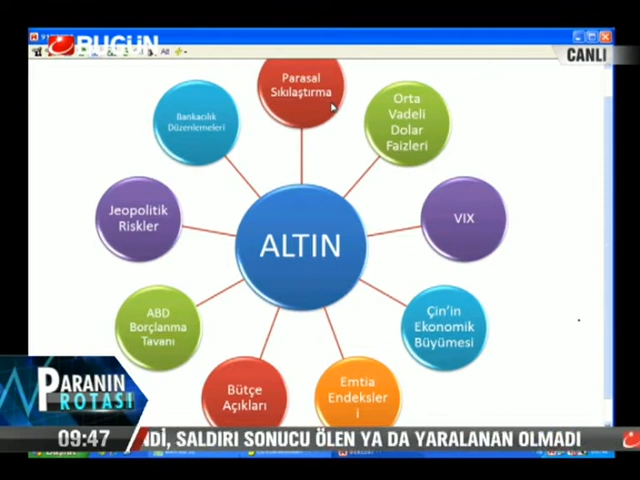 BUGÜN
CANLI
Parasal
Sıkılaştırma
Orta
Vadeli
Dolar
Faizleri
Bankacılık
Düzenlemeleri
Jeopolitik
Riskler
ALTIN
VIX
ABD
Borçlanma
Tavanı
Çin'in
Ekonomik
Büyümesi
Bütçe
Açıkları
Emtia
Endeksler
i
PARANIN
ROTASI
09:47
NDİ, SALDIRI SONUCU ÖLEN YA DA YARALANAN OLMADI